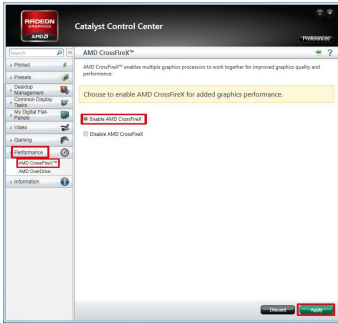 RADEON
GRAPHICS
AMD
Catalyst Control Center
Preferences
Search
AMD CrossFireX™
Pinned
Presets
Desktop
Management
Common Display
Tasks
My Digital Flat-
Panels
Video
Gaming
Performance
AMD CrossFireX™
AMD OverDrive
Information
AMD CrossFireX™ enables multiple graphics processors to work together for improved graphics quality and
performance.
Choose to enable AMD CrossFireX for added graphics performance.
Enable AMD CrossFireX
Disable AMD CrossFireX
Discard
Apply